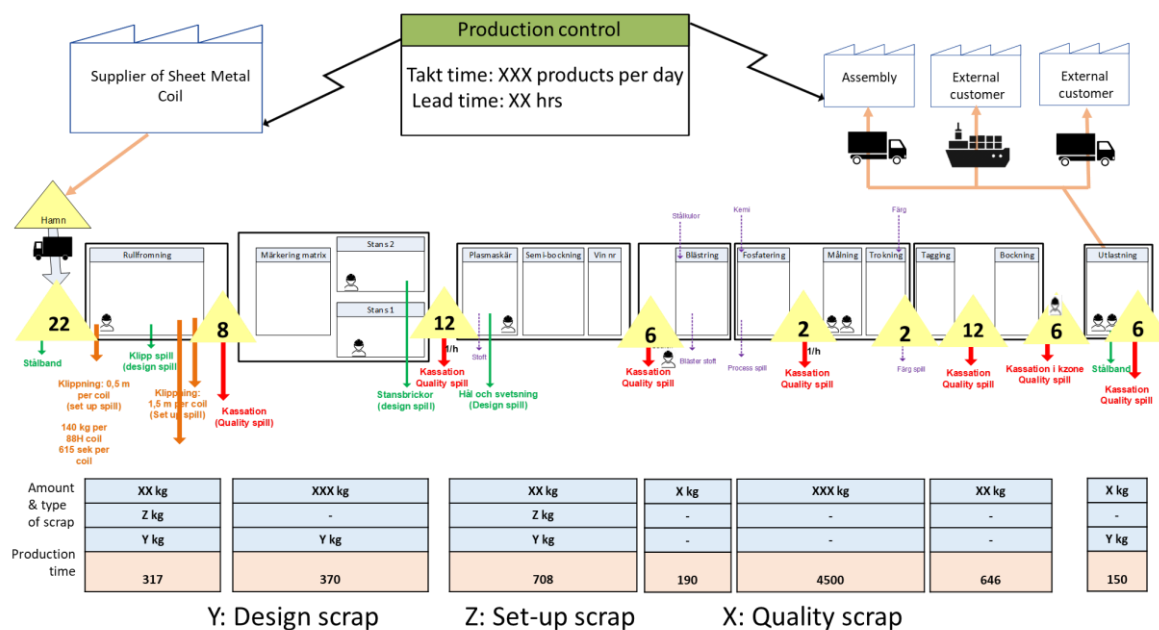 Production control
Takt time: XXX products per day
Lead time: XX hrs
Supplier of Sheet Metal
Coil
Assembly
External
customer
External
customer
Hamn
Rullfromning
Märkering matrix
Stans 2
Stans 1
Plasmaskär
Semi-bockning
Vin nr
Stålkulor
Blästring
Kemi
Fosfatering
Målning
Färg
Trokning
Tagging
Bockning
Utlastning
22
8
12
6
2
2
12
6
6
1/h
1/h
Stålband
Klippning: 0,5 m
per coil
(set up spill)
140 kg per
88H coil
615 sek per
coil
Klipp spill
(design spill)
Klippning:
1,5 m per coil
(Set up spill)
Kassation
(Quality spill)
Stansbrickor
(design spill)
Kassation
Quality spill
Stoft
Hål och svetsning
(Design spill)
Kassation
Quality spill
Bläster stoft
Process spill
Kassation
Quality spill
Färg spill
Kassation
Quality spill
Kassation i kzone
Quality spill
Stålband
Kassation
Quality spill
Amount
& type
of scrap
XX kg XXX kg XX kg X kg XXX kg XX kg X kg
Z kg - Z kg - - - -
Y kg Y kg Y kg - - - Y kg
Production
time
317 370 708 190 4500 646 150
Y: Design scrap Z: Set-up scrap X: Quality scrap